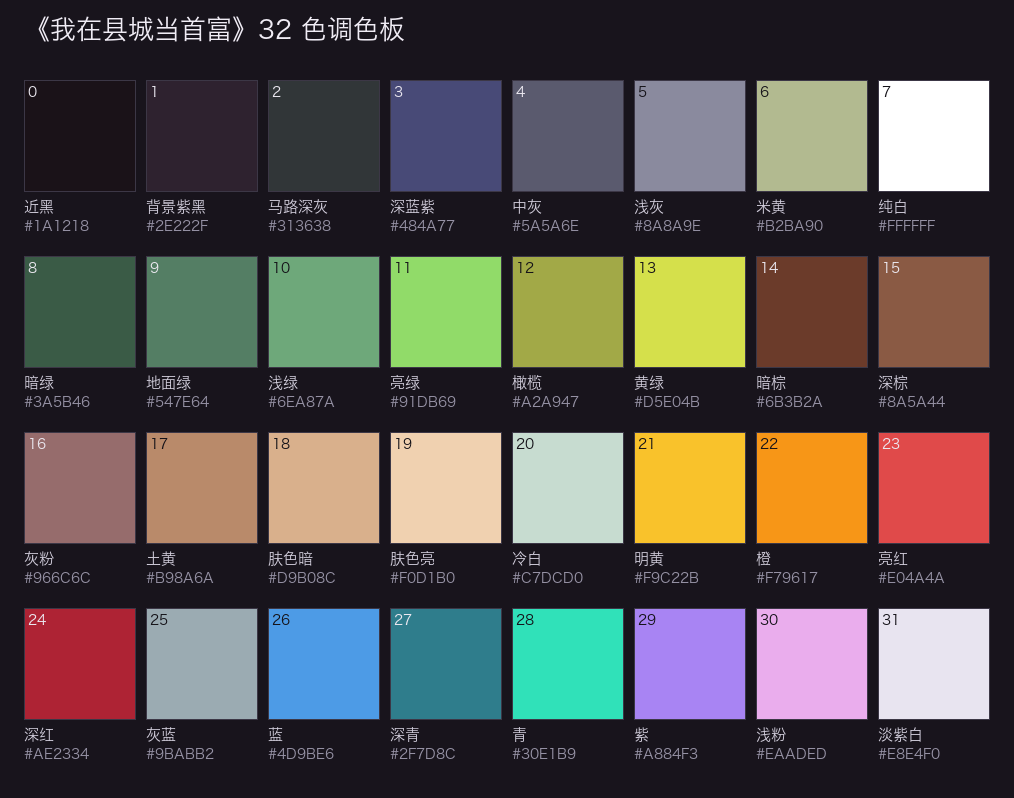 《我在县城当首富》32 色调色板
0 1 2 3 4 5 6 7
近黑 背景紫黑 马路深灰 深蓝紫 中灰 浅灰 米黄 纯白
#1A1218 #2E222F #313638 #484A77 #5A5A6E #8A8A9E #B2BA90 #FFFFFF
8 9 10 11 12 13 14 15
暗绿 地面绿 浅绿 亮绿 橄榄 黄绿 暗棕 深棕
#3A5B46 #547E64 #6EA87A #91DB69 #A2A947 #D5E04B #6B3B2A #8A5A44
16 17 18 19 20 21 22 23
灰粉 土黄 肤色暗 肤色亮 冷白 明黄 橙 亮红
#966C6C #B98A6A #D9B08C #F0D1B0 #C7DCD0 #F9C22B #F79617 #E04A4A
24 25 26 27 28 29 30 31
深红 灰蓝 蓝 深青 青 紫 浅粉 淡紫白
#AE2334 #9BABB2 #4D9BE6 #2F7D8C #30E1B9 #A884F3 #EAADED #E8E4F0